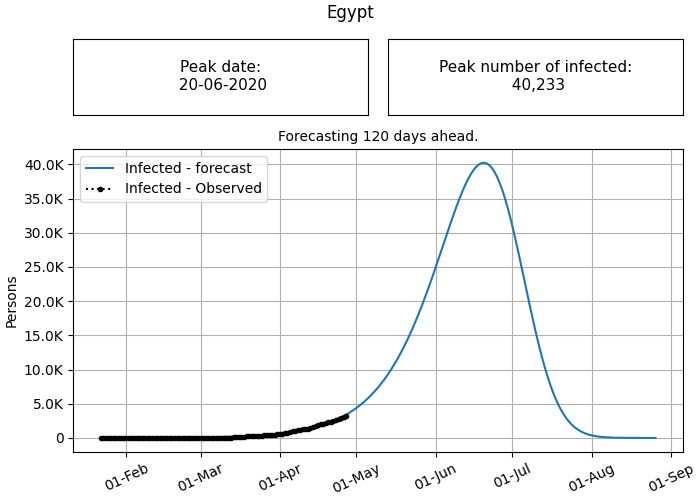 Egypt
Peak date:
20-06-2020
Peak number of infected:
40,233
Forecasting 120 days ahead.
Infected - forecast
Infected - Observed
40.0K
35.0K
30.0K
25.0K
20.0K
15.0K
10.0K
5.0K
0
Persons
01-Feb
01-Mar
01-Apr
01-May
01-Jun
01-Jul
01-Aug
01-Sep